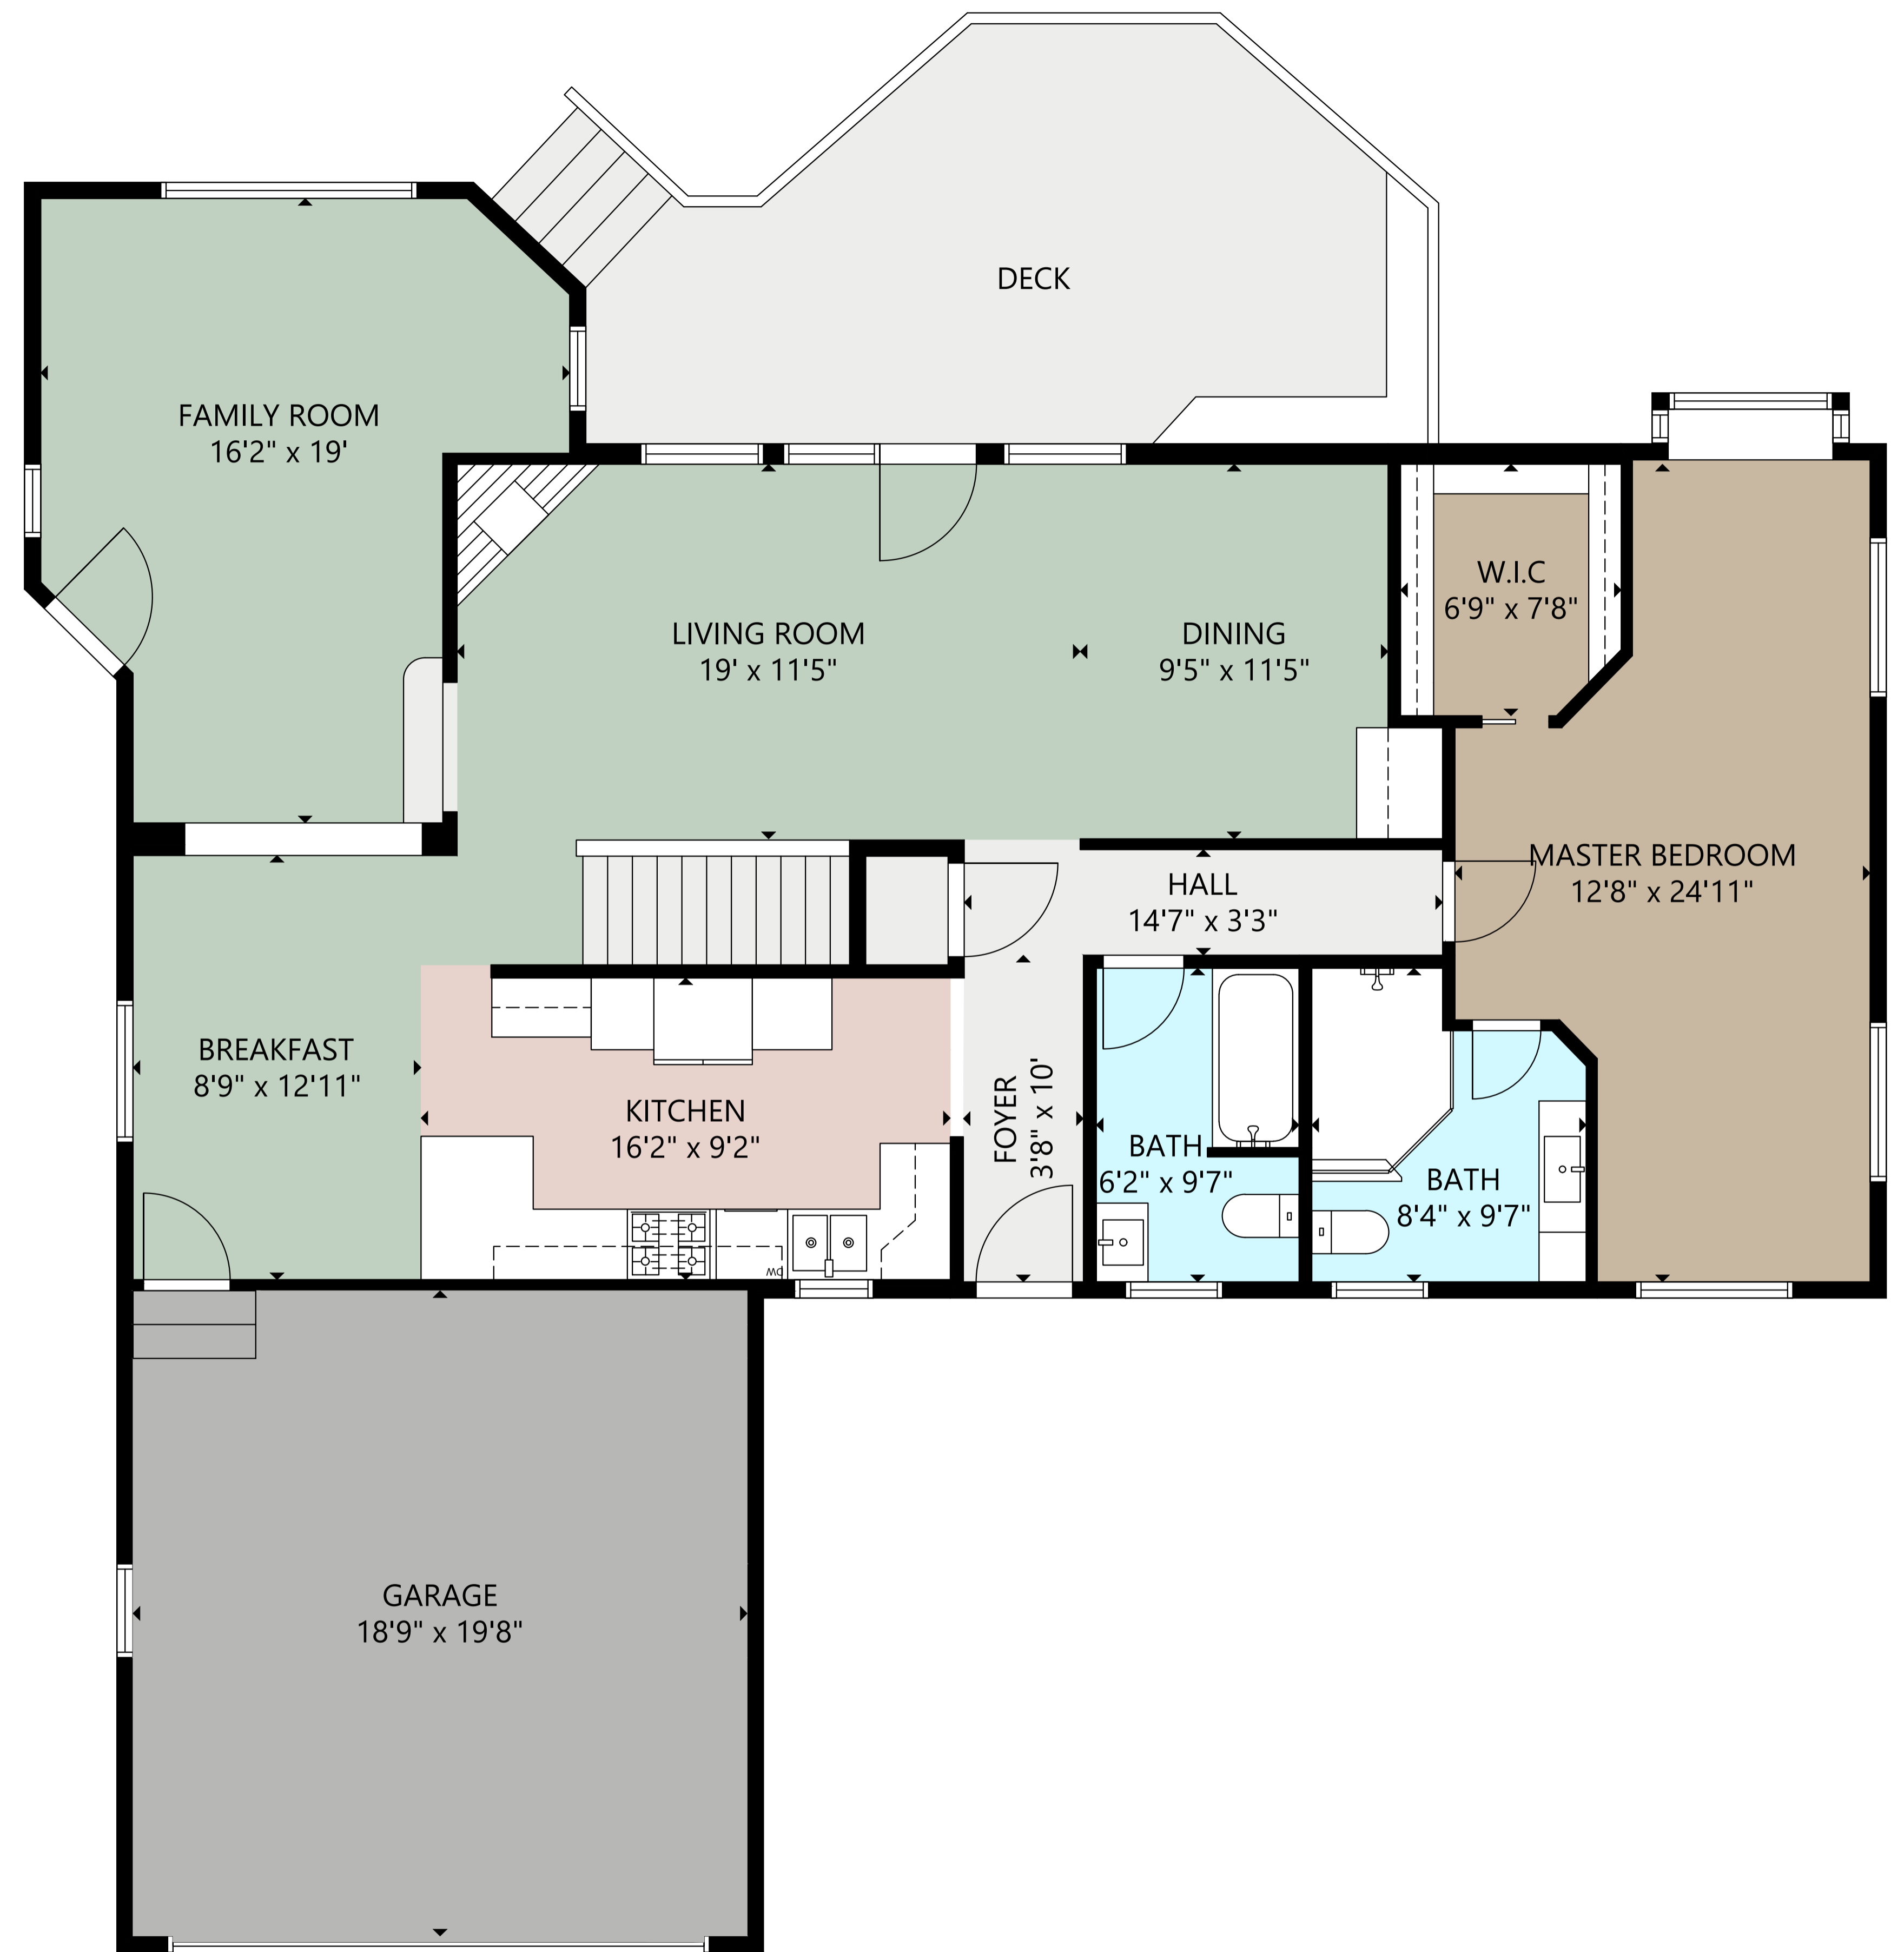 DECK
FAMILY ROOM
16'2" x 19'
W.I.C
6'9" x 7'8"
LIVING ROOM
19' x 11'5"
DINING
9'5" x 11'5"
MASTER BEDROOM
12'8" x 24'11"
HALL
14'7" x 3'3"
BREAKFAST
8'9" x 12'11"
KITCHEN
16'2" x 9'2"
FOYER
3'8" x 10'
BATH
6'2" x 9'7"
BATH
8'4" x 9'7"
DW
GARAGE
18'9" x 19'8"